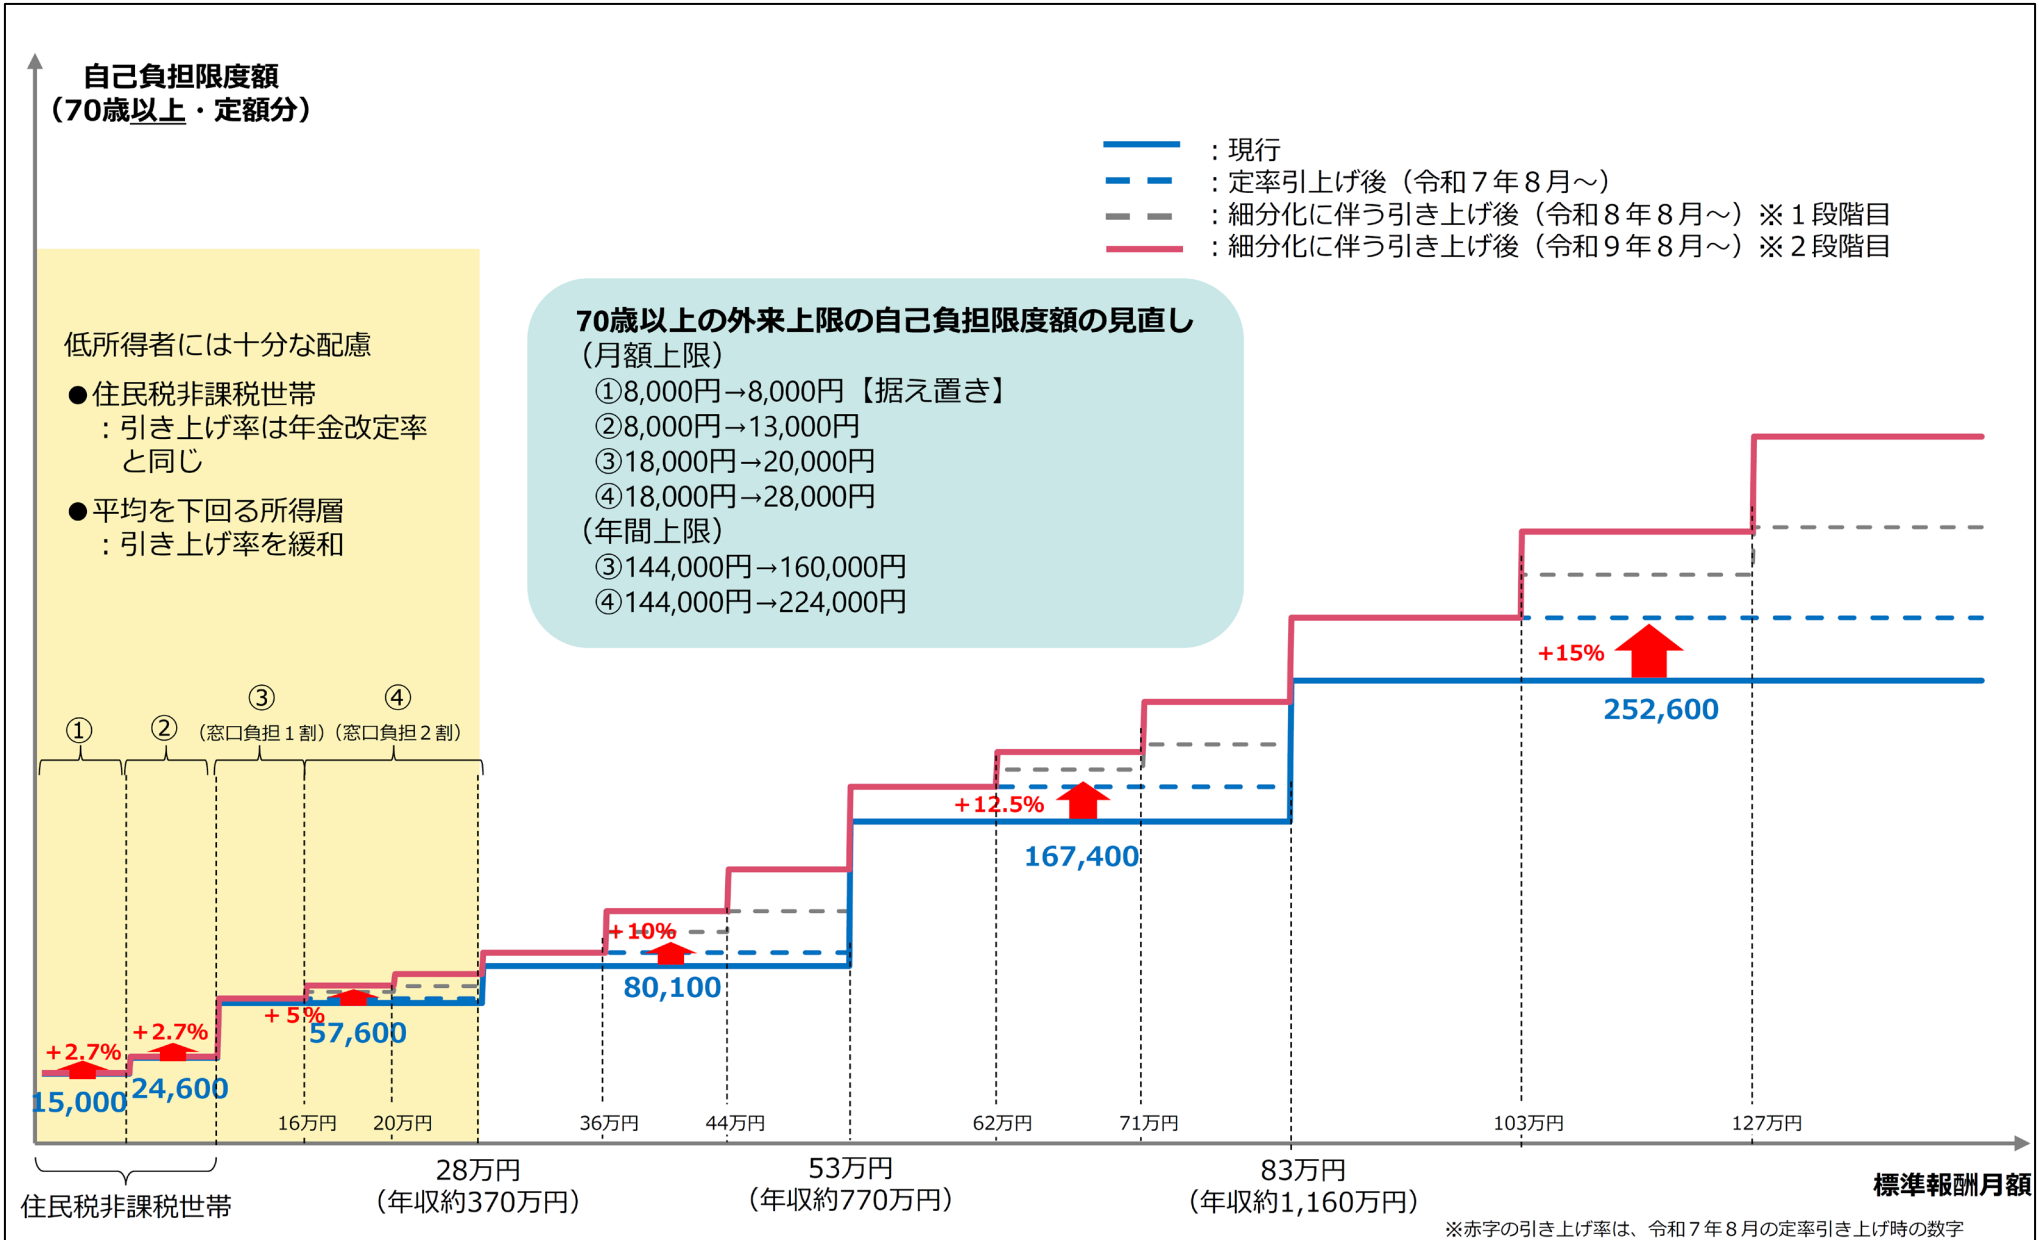 自己負担限度額
（70歳以上・定額分）
：現行
：定率引上げ後（令和７年８月～）
：細分化に伴う引き上げ後（令和８年８月～）※１段階目
：細分化に伴う引き上げ後（令和９年８月～）※２段階目
低所得者には十分な配慮
●住民税非課税世帯
：引き上げ率は年金改定率
と同じ
●平均を下回る所得層
：引き上げ率を緩和
70歳以上の外来上限の自己負担限度額の見直し
（月額上限）
①8,000円→8,000円【据え置き】
②8,000円→13,000円
③18,000円→20,000円
④18,000円→28,000円
（年間上限）
③144,000円→160,000円
④144,000円→224,000円
①
②
③
（窓口負担１割）
④
（窓口負担２割）
+2.7%
15,000
+2.7%
24,600
+５%
57,600
+10%
80,100
+12.5%
167,400
+15%
252,600
16万円
20万円
36万円
44万円
62万円
71万円
103万円
127万円
28万円
（年収約370万円）
53万円
（年収約770万円）
83万円
（年収約1,160万円）
住民税非課税世帯
標準報酬月額
※赤字の引き上げ率は、令和７年８月の定率引き上げ時の数字